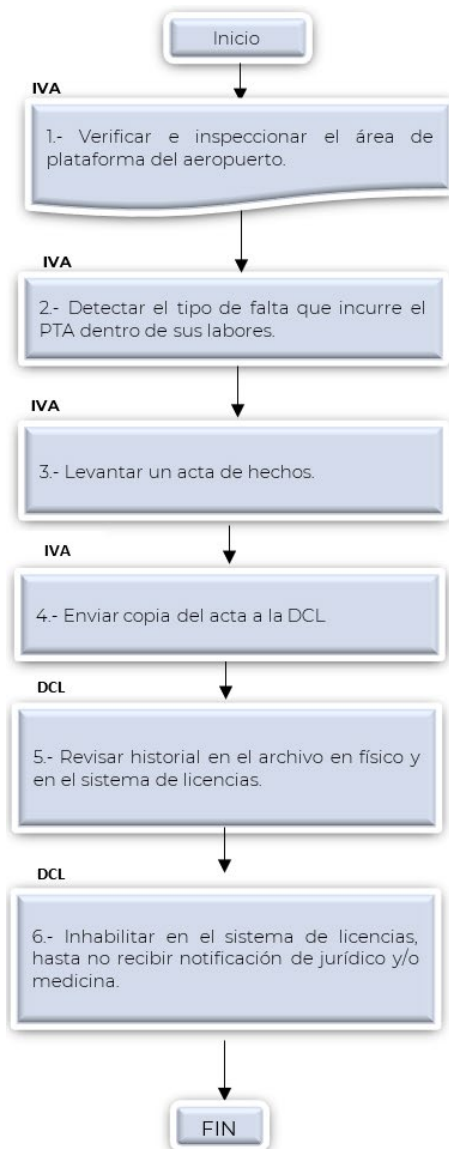 Inicio
IVA
1.- Verificar e inspeccionar el área de
plataforma del aeropuerto.
IVA
2.- Detectar el tipo de falta que incurre el
PTA dentro de sus labores.
IVA
3.- Levantar un acta de hechos.
IVA
4.- Enviar copia del acta a la DCL
DCL
5.- Revisar historial en el archivo en físico y
en el sistema de licencias.
DCL
6.- Inhabilitar en el sistema de licencias,
hasta no recibir notificación de jurídico y/o
medicina.
FIN